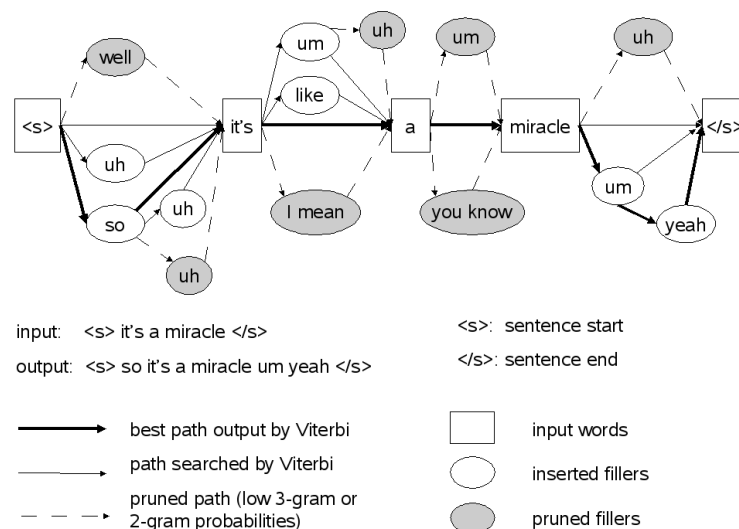 uh
um
um
uh
well
like
<s>
it's
a
miracle
</s>
uh
um
so
uh
I mean
you know
yeah
uh
input: <s> it's a miracle </s>
output: <s> so it's a miracle um yeah </s>
<s>: sentence start
</s>: sentence end
best path output by Viterbi
path searched by Viterbi
pruned path (low 3-gram or
2-gram probabilities)
input words
inserted fillers
pruned fillers